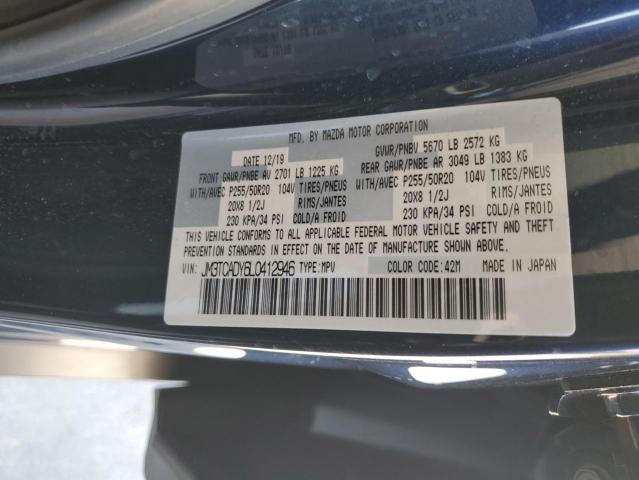 MFD. BY MAZDA MOTOR CORPORATION
DATE 12/19 GVWR/PNBV 5670 LB 2572 KG
FRONT GAWR/PNBE AV 2701 LB 1225 KG REAR GAWR/PNBE AR 3049 LB 1383 KG
WITH/AVEC P255/50R20 104V TIRES/PNEUS WITH/AVEC P255/50R20 104V TIRES/PNEUS
20X8 1/2J RIMS/JANTES 20X8 1/2J RIMS/JANTES
230 KPA/34 PSI COLD/A FROID 230 KPA/34 PSI COLD/A FROID
THIS VEHICLE CONFORMS TO ALL APPLICABLE FEDERAL MOTOR VEHICLE SAFETY AND THEFT
PREVENTION STANDARDS IN EFFECT ON THE DATE OF MANUFACTURE SHOWN ABOVE.
VIN: JM3TCADY6L0412946 TYPE: MPV COLOR CODE: 42M MADE IN JAPAN